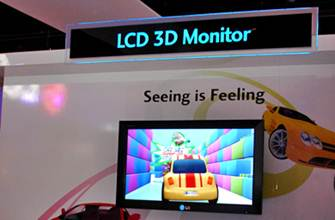 LCD 3D Monitor
Seeing is Feeling
LG